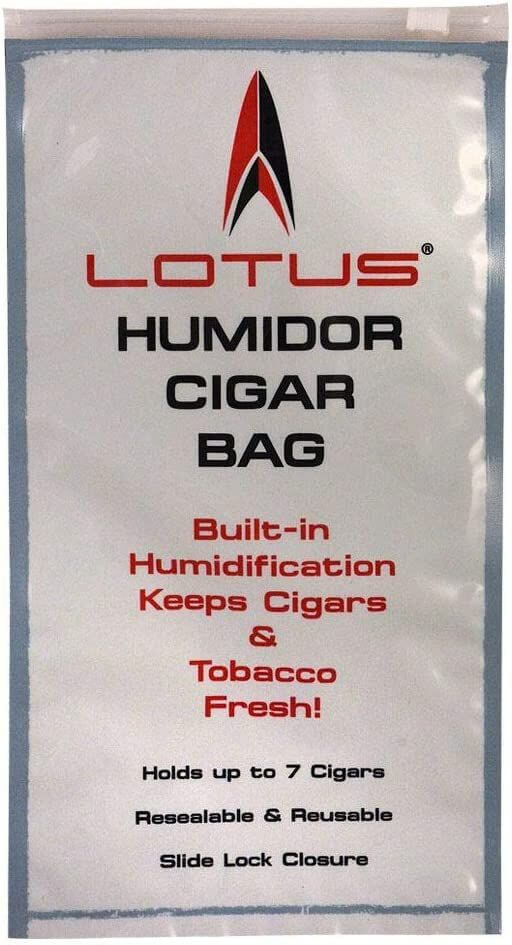 LOTUS®
HUMIDOR
CIGAR
BAG
Built-in
Humidification
Keeps Cigars
&
Tobacco
Fresh!
Holds up to 7 Cigars
Resealable & Reusable
Slide Lock Closure